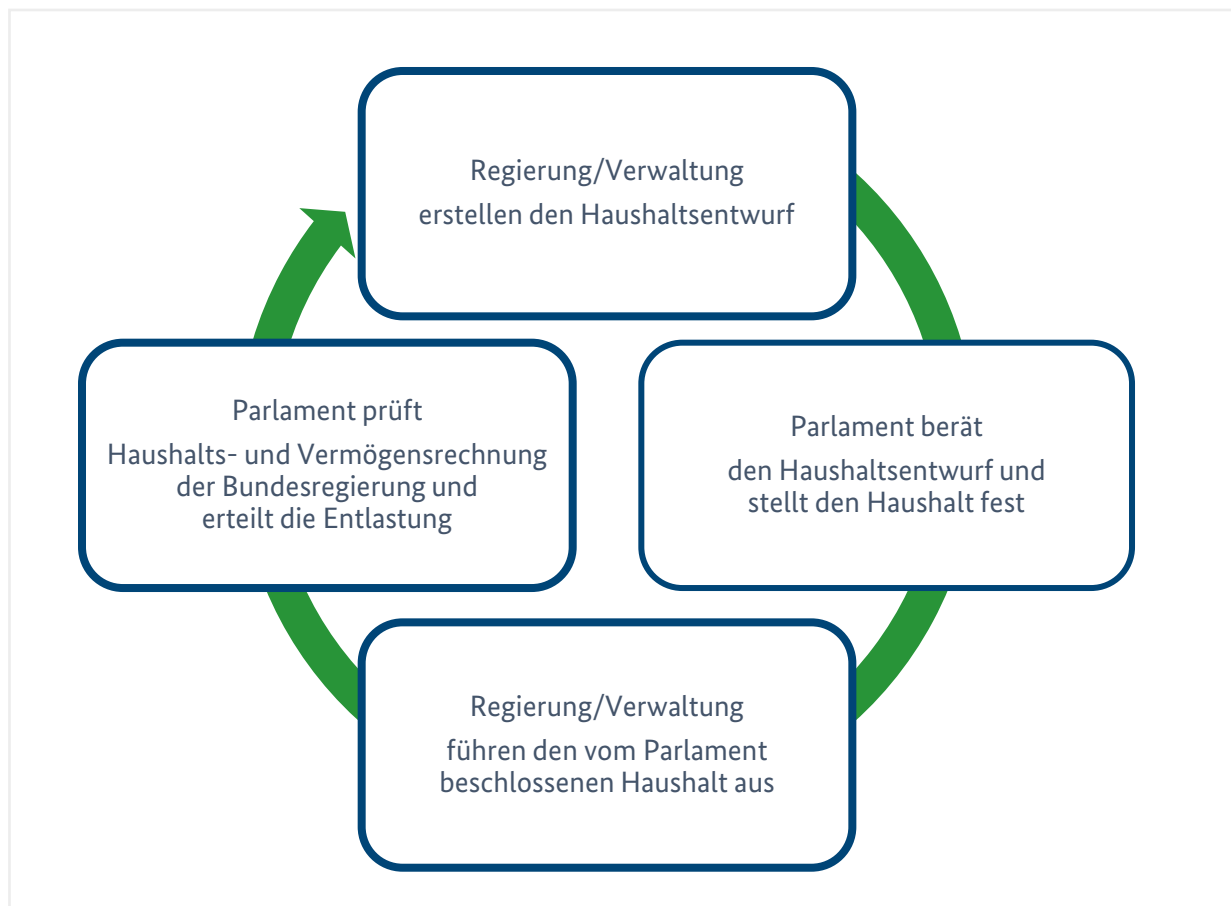 Regierung/Verwaltung
erstellen den Haushaltsentwurf
Parlament berät
den Haushaltsentwurf und
stellt den Haushalt fest
Regierung/Verwaltung
führen den vom Parlament
beschlossenen Haushalt aus
Parlament prüft
Haushalts- und Vermögensrechnung
der Bundesregierung und
erteilt die Entlastung